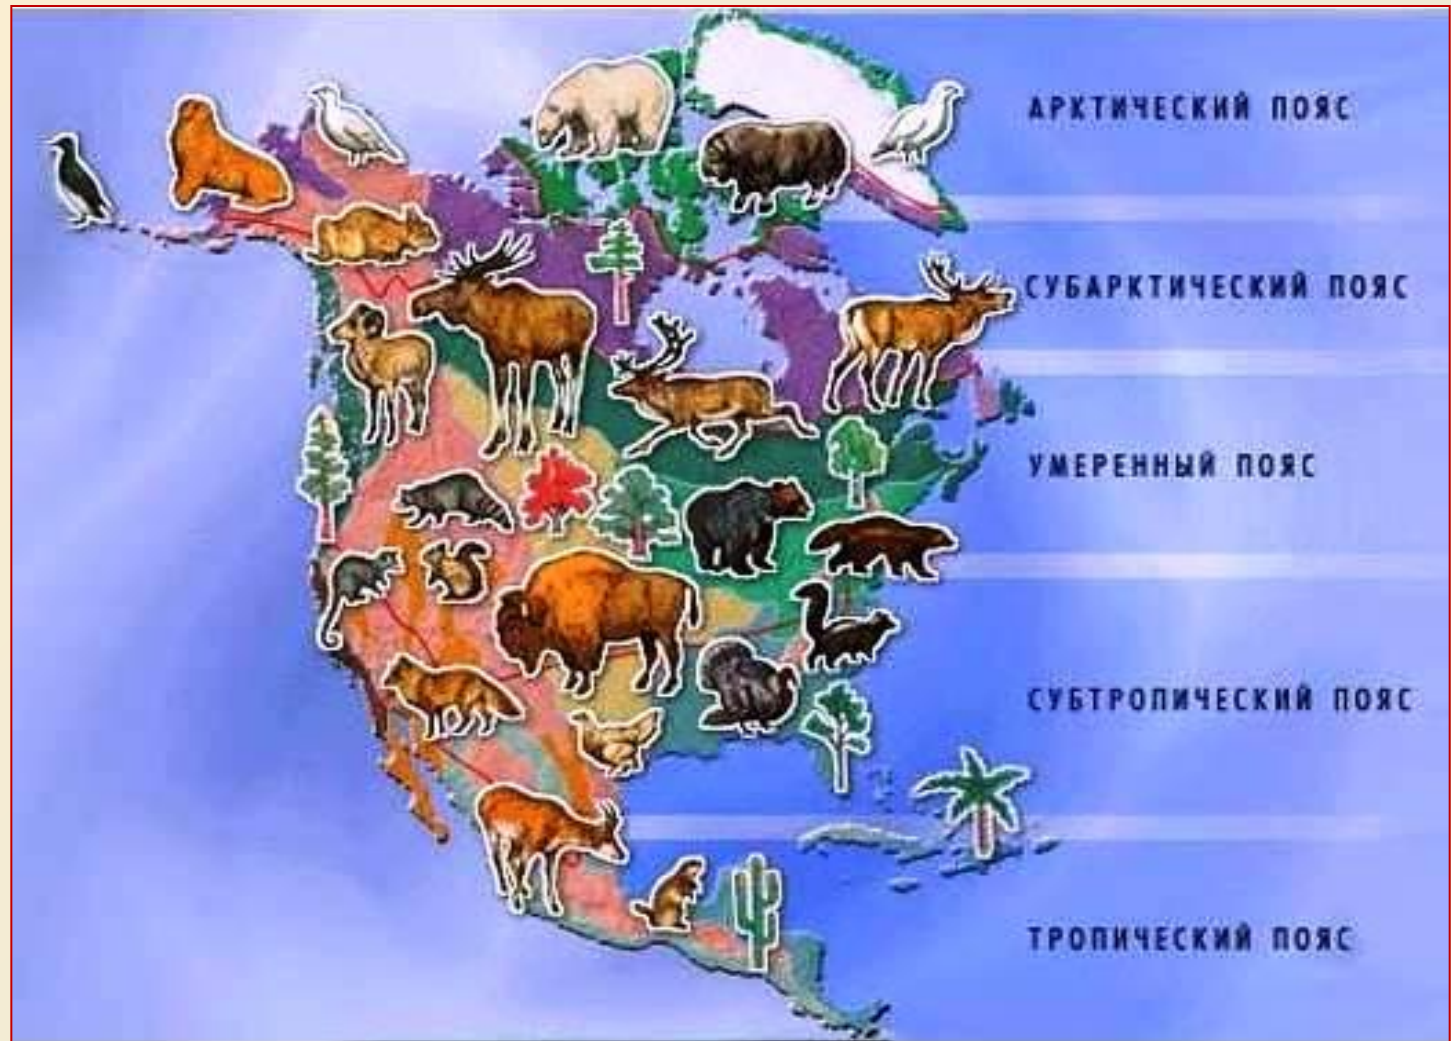 АРКТИЧЕСКИЙ ПОЯС
СУБАРКТИЧЕСКИЙ ПОЯС
УМЕРЕННЫЙ ПОЯС
СУБТРОПИЧЕСКИЙ ПОЯС
ТРОПИЧЕСКИЙ ПОЯС